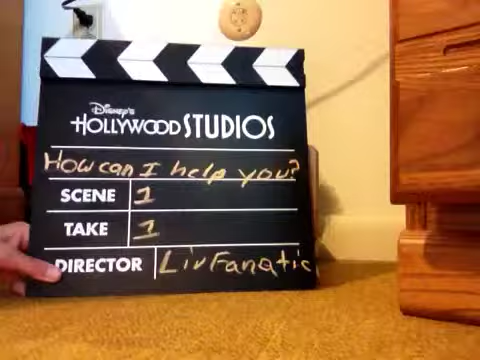 Disney's
HOLLYWOOD STUDIOS
How can I help you?
SCENE 1
TAKE 1
DIRECTOR LivFanatic